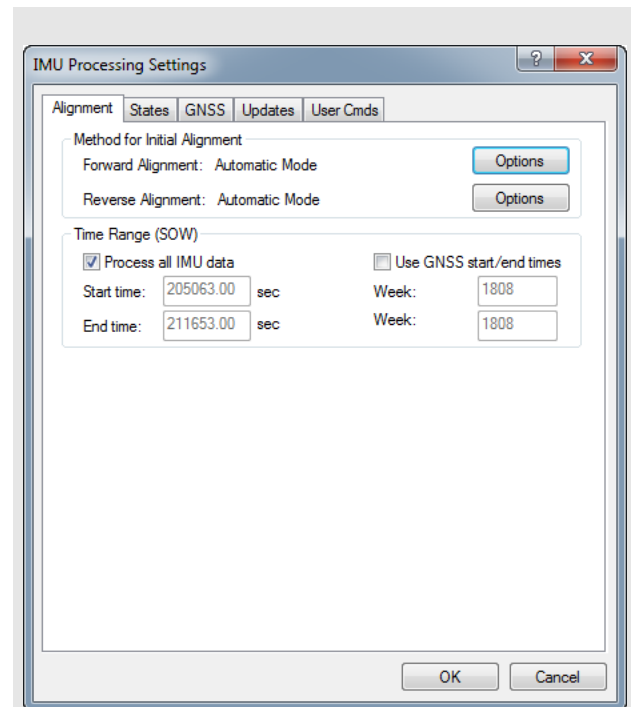 IMU Processing Settings
Alignment States GNSS Updates User Cmds
Method for Initial Alignment
Forward Alignment: Automatic Mode Options
Reverse Alignment: Automatic Mode Options
Time Range (SOW)
Process all IMU data Use GNSS start/end times
Start time: 205063.00 sec Week: 1808
End time: 211653.00 sec Week: 1808
OK Cancel